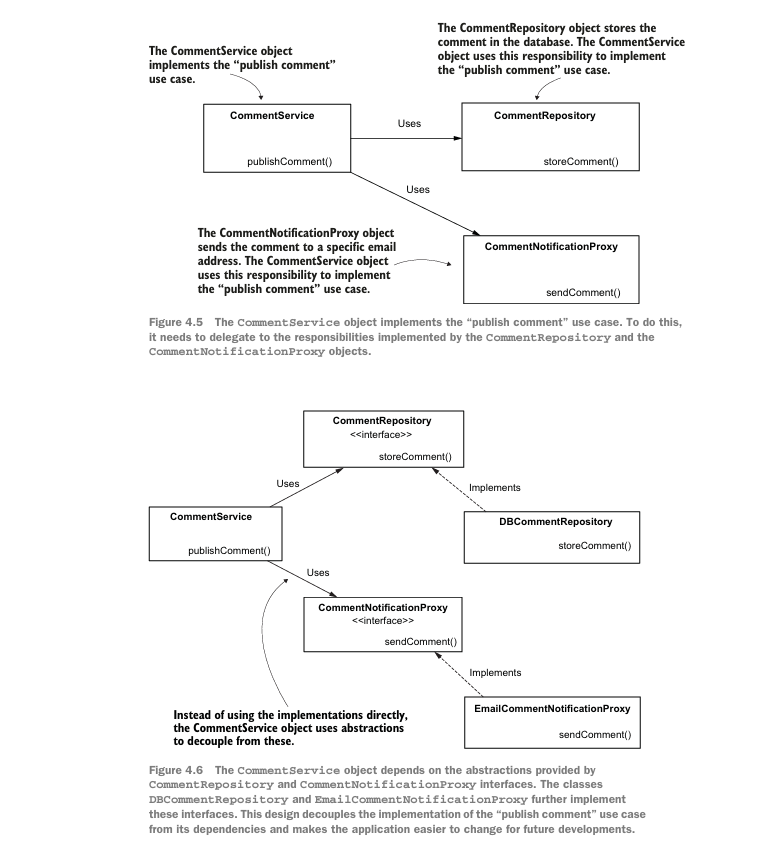 The CommentRepository object stores the
comment in the database. The CommentService
object uses this responsibility to implement
the “publish comment” use case.
The CommentService object
implements the “publish comment”
use case.
CommentService
publishComment()
Uses
CommentRepository
storeComment()
Uses
The CommentNotificationProxy object
sends the comment to a specific email
address. The CommentService object
uses this responsibility to implement
the “publish comment” use case.
CommentNotificationProxy
sendComment()
Figure 4.5 The CommentService object implements the “publish comment” use case. To do this,
it needs to delegate to the responsibilities implemented by the CommentRepository and the
CommentNotificationProxy objects.
CommentRepository
<<interface>>
storeComment()
Uses
Implements
CommentService
publishComment()
DBCommentRepository
storeComment()
Uses
CommentNotificationProxy
<<interface>>
sendComment()
Implements
EmailCommentNotificationProxy
sendComment()
Instead of using the implementations directly,
the CommentService object uses abstractions
to decouple from these.
Figure 4.6 The CommentService object depends on the abstractions provided by
CommentRepository and CommentNotificationProxy interfaces. The classes
DBCommentRepository and EmailCommentNotificationProxy further implement
these interfaces. This design decouples the implementation of the “publish comment” use case
from its dependencies and makes the application easier to change for future developments.